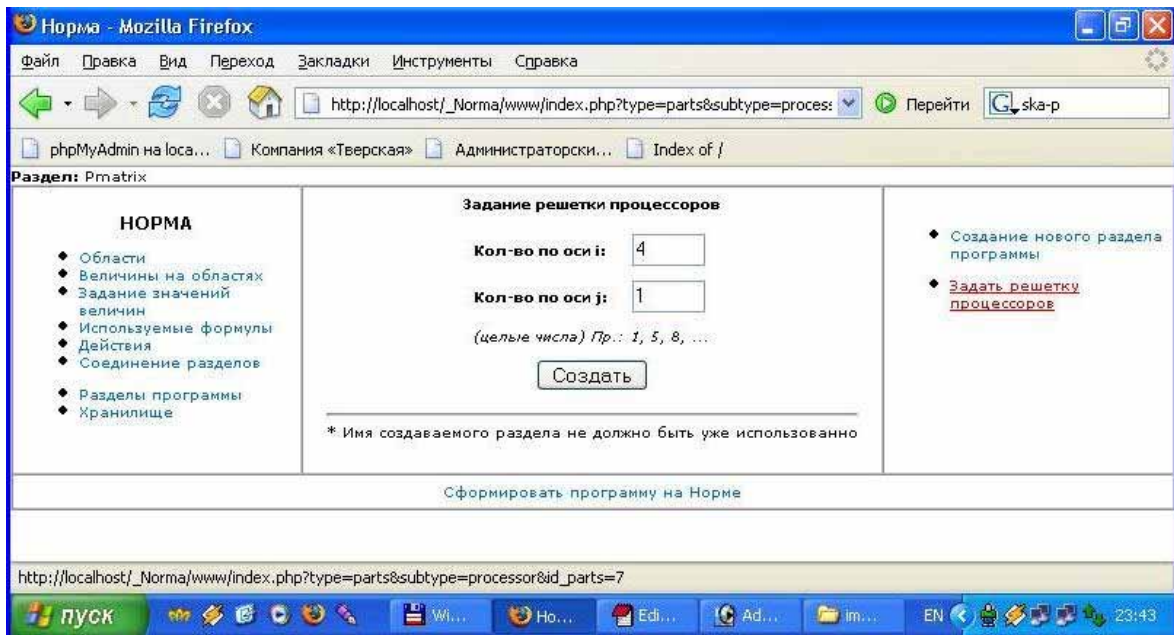 Норма - Mozilla Firefox
Файл Правка Вид Переход Закладки Инструменты Справка
http://localhost/_Norma/www/index.php?type=parts&subtype=proces: Перейти ska-p
phpMyAdmin на loca... Компания «Тверская» Администраторски... Index of /
Раздел: Pmatrix
НОРМА
Области
Величины на областях
Задание значений
величин
Используемые формулы
Действия
Соединение разделов
Разделы программы
Хранилище
Задание решетки процессоров
Кол-во по оси i: 4
Кол-во по оси j: 1
(целые числа) Пр.: 1, 5, 8, ...
Создать
* Имя создаваемого раздела не должно быть уже использованно
Создание нового раздела
программы
Задать решетку
процессоров
Сформировать программу на Норме
http://localhost/_Norma/www/index.php?type=parts&subtype=processor&id_parts=7
пуск Wi... Но... Edi... Ad... im... EN 23:43